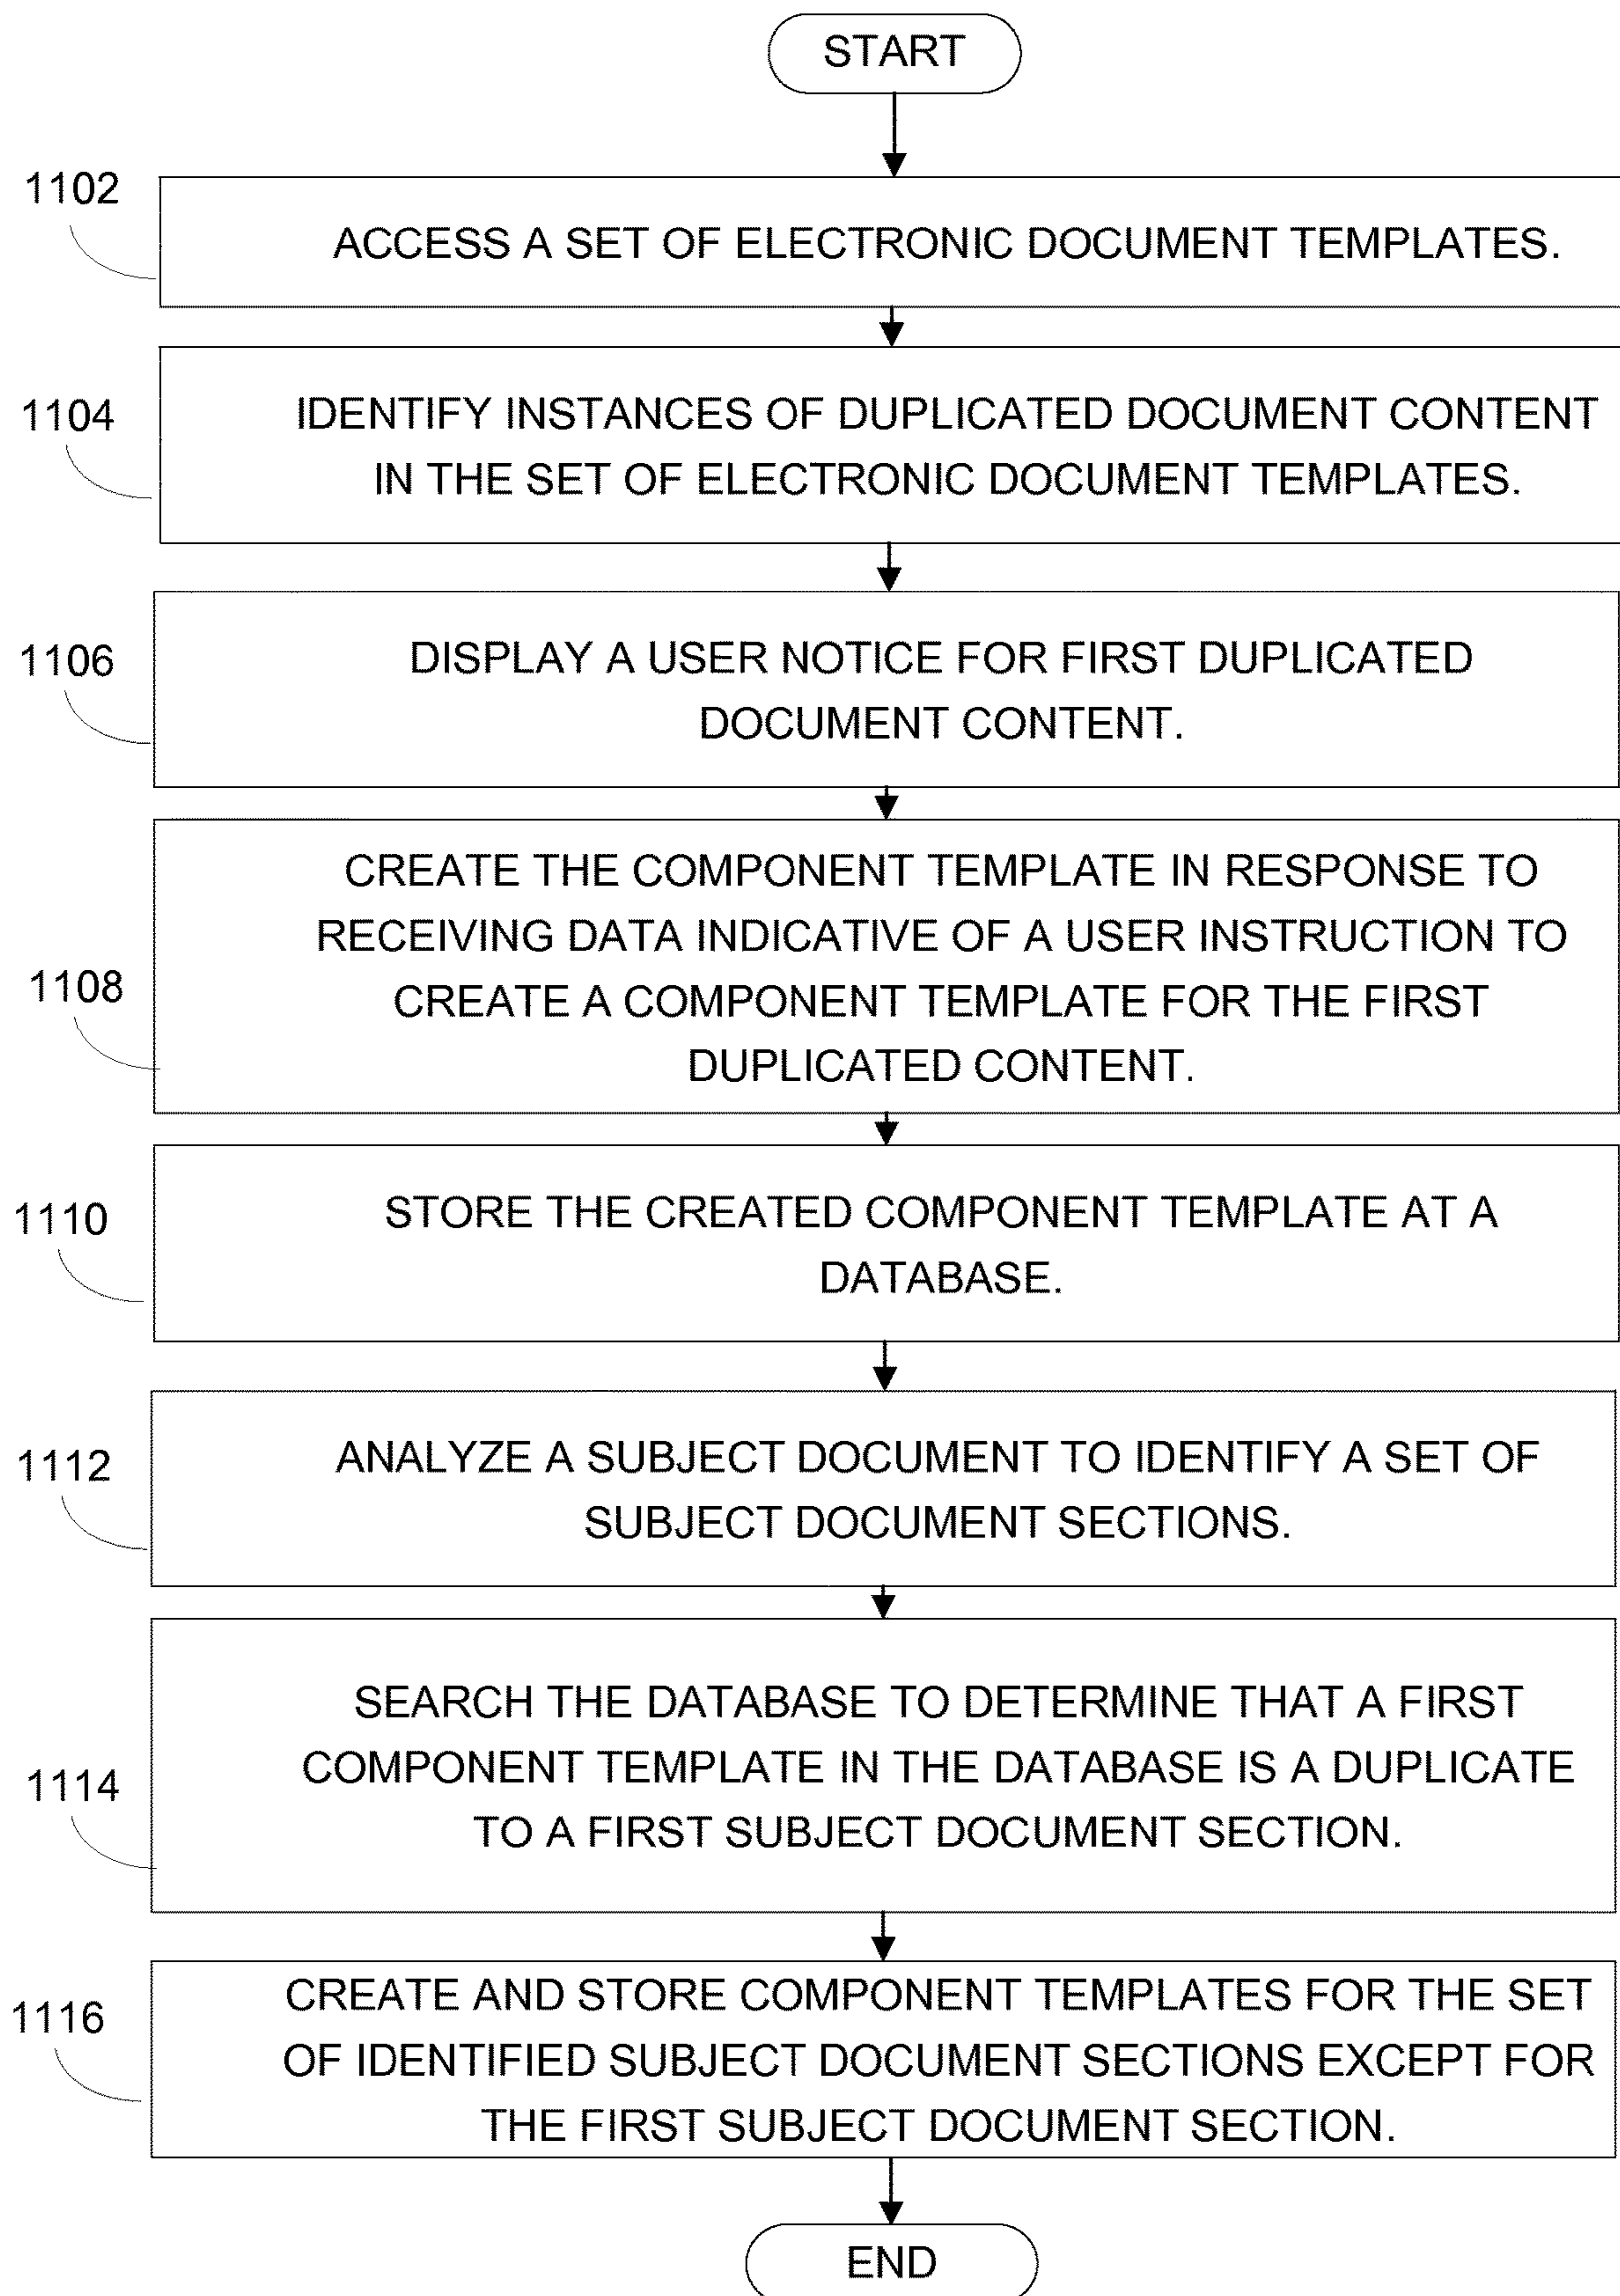 START
1102
ACCESS A SET OF ELECTRONIC DOCUMENT TEMPLATES.
1104
IDENTIFY INSTANCES OF DUPLICATED DOCUMENT CONTENT
IN THE SET OF ELECTRONIC DOCUMENT TEMPLATES.
1106
DISPLAY A USER NOTICE FOR FIRST DUPLICATED
DOCUMENT CONTENT.
1108
CREATE THE COMPONENT TEMPLATE IN RESPONSE TO
RECEIVING DATA INDICATIVE OF A USER INSTRUCTION TO
CREATE A COMPONENT TEMPLATE FOR THE FIRST
DUPLICATED CONTENT.
1110
STORE THE CREATED COMPONENT TEMPLATE AT A
DATABASE.
1112
ANALYZE A SUBJECT DOCUMENT TO IDENTIFY A SET OF
SUBJECT DOCUMENT SECTIONS.
1114
SEARCH THE DATABASE TO DETERMINE THAT A FIRST
COMPONENT TEMPLATE IN THE DATABASE IS A DUPLICATE
TO A FIRST SUBJECT DOCUMENT SECTION.
1116
CREATE AND STORE COMPONENT TEMPLATES FOR THE SET
OF IDENTIFIED SUBJECT DOCUMENT SECTIONS EXCEPT FOR
THE FIRST SUBJECT DOCUMENT SECTION.
END